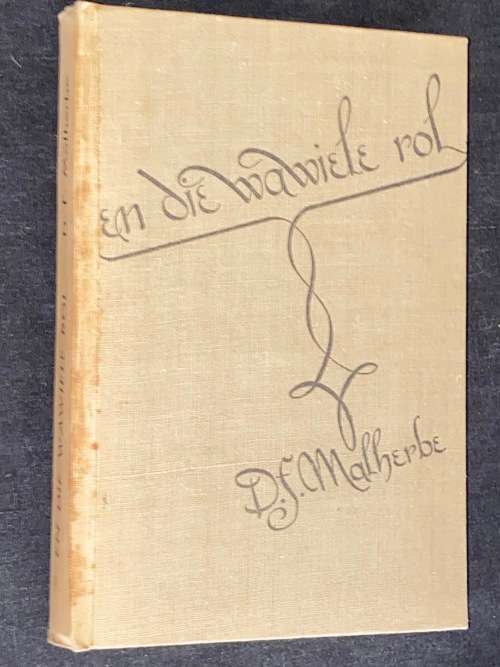 en die wawiele rol
D.f. Malherbe
EN DIE WAWIELE ROL D. F. Malherbe